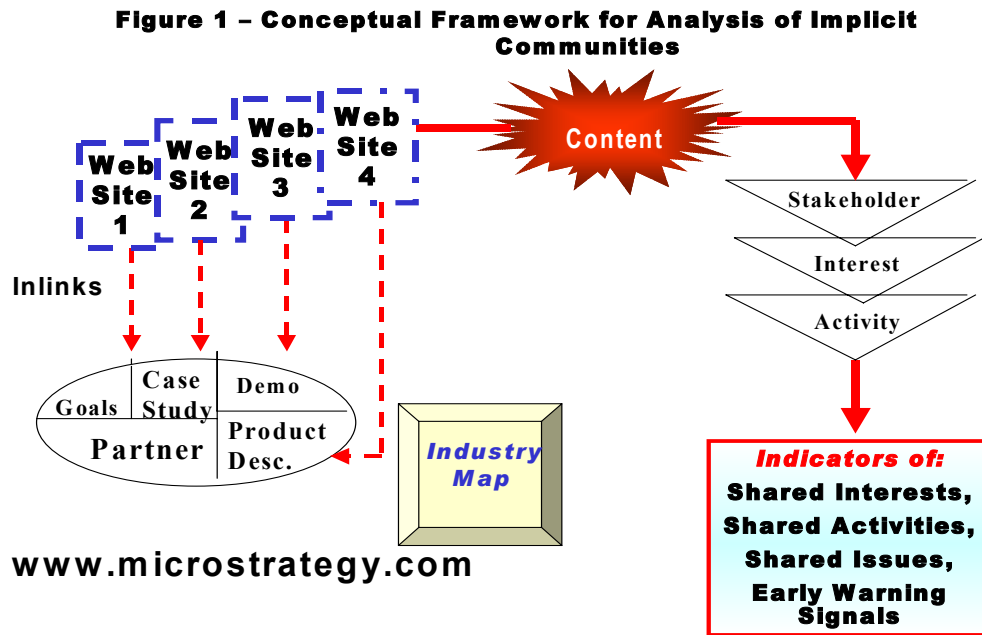 Figure 1 – Conceptual Framework for Analysis of Implicit
Communities
Web
Site
1
Web
Site
2
Web
Site
3
Web
Site
4
Content
Stakeholder
Interest
Activity
Inlinks
Goals
Case
Study
Demo
Partner
Product
Desc.
Industry
Map
Indicators of:
Shared Interests,
Shared Activities,
Shared Issues,
Early Warning
Signals
www.microstrategy.com